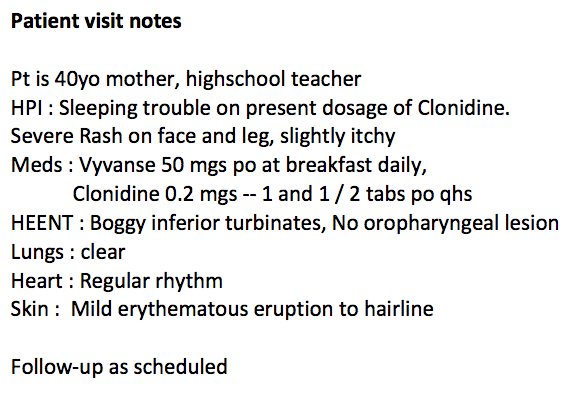 Patient visit notes
Pt is 40yo mother, highschool teacher
HPI : Sleeping trouble on present dosage of Clonidine.
Severe Rash on face and leg, slightly itchy
Meds : Vyvanse 50 mgs po at breakfast daily,
Clonidine 0.2 mgs -- 1 and 1 / 2 tabs po qhs
HEENT : Boggy inferior turbinates, No oropharyngeal lesion
Lungs : clear
Heart : Regular rhythm
Skin :  Mild erythematous eruption to hairline
Follow-up as scheduled